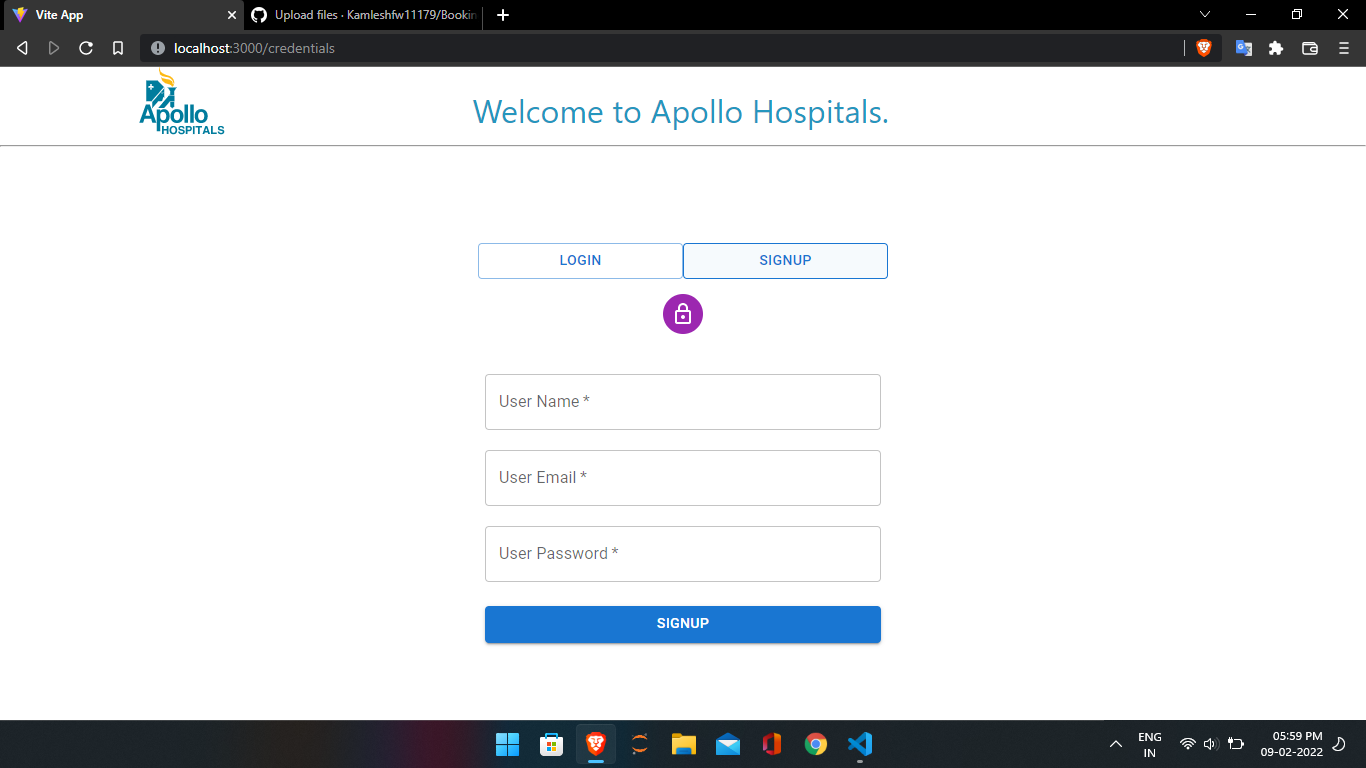 Vite App
Upload files · Kamleshfw11179/Bookin
localhost:3000/credentials
Apollo
HOSPITALS
Welcome to Apollo Hospitals.
LOGIN
SIGNUP
User Name *
User Email *
User Password *
SIGNUP
ENG
IN
05:59 PM
09-02-2022